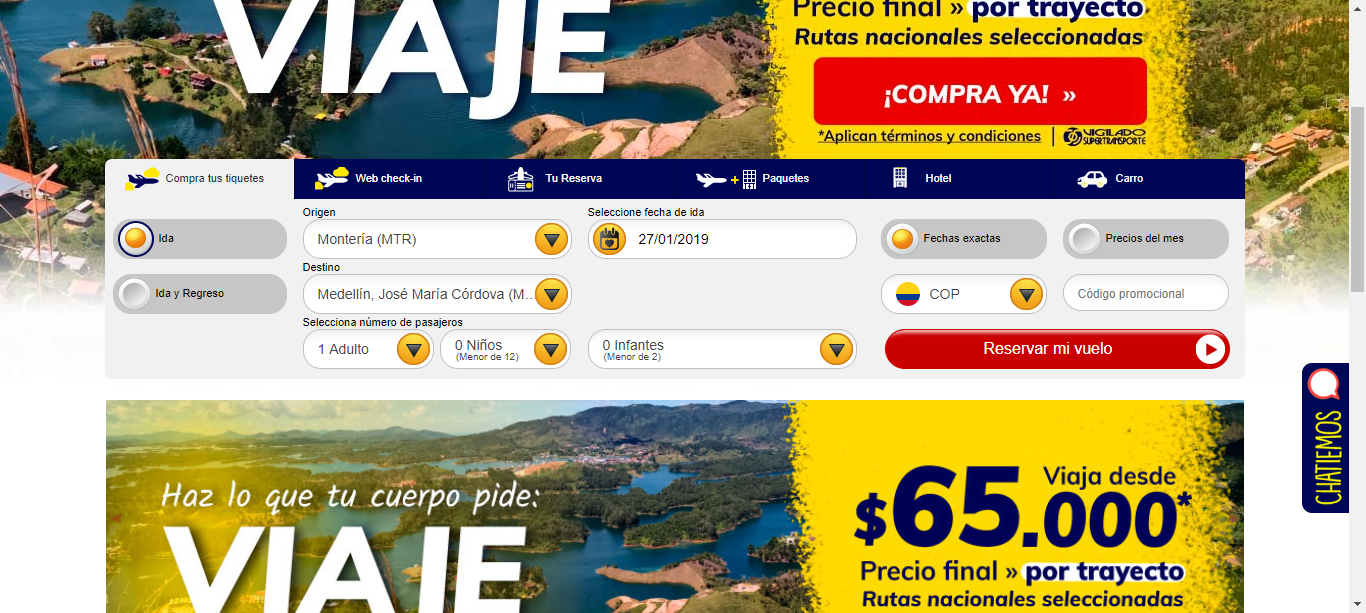 VIAJE
Precio final » por trayecto
Rutas nacionales seleccionadas
¡COMPRA YA! »
*Aplican términos y condiciones | VIGILADO
SUPERTRANSPORTE
Compra tus tiquetes
Web check-in
Tu Reserva
+
Paquetes
Hotel
Carro
Origen
Seleccione fecha de ida
Ida
Montería (MTR)
27/01/2019
Fechas exactas
Precios del mes
Destino
Ida y Regreso
Medellín, José María Córdova (M...
COP
Código promocional
Selecciona número de pasajeros
1 Adulto
0 Niños
(Menor de 12)
0 Infantes
(Menor de 2)
Reservar mi vuelo
CHATIEMOS
Haz lo que tu cuerpo pide:
VIAJE
Viaja desde
$65.000*
Precio final » por trayecto
Rutas nacionales seleccionadas